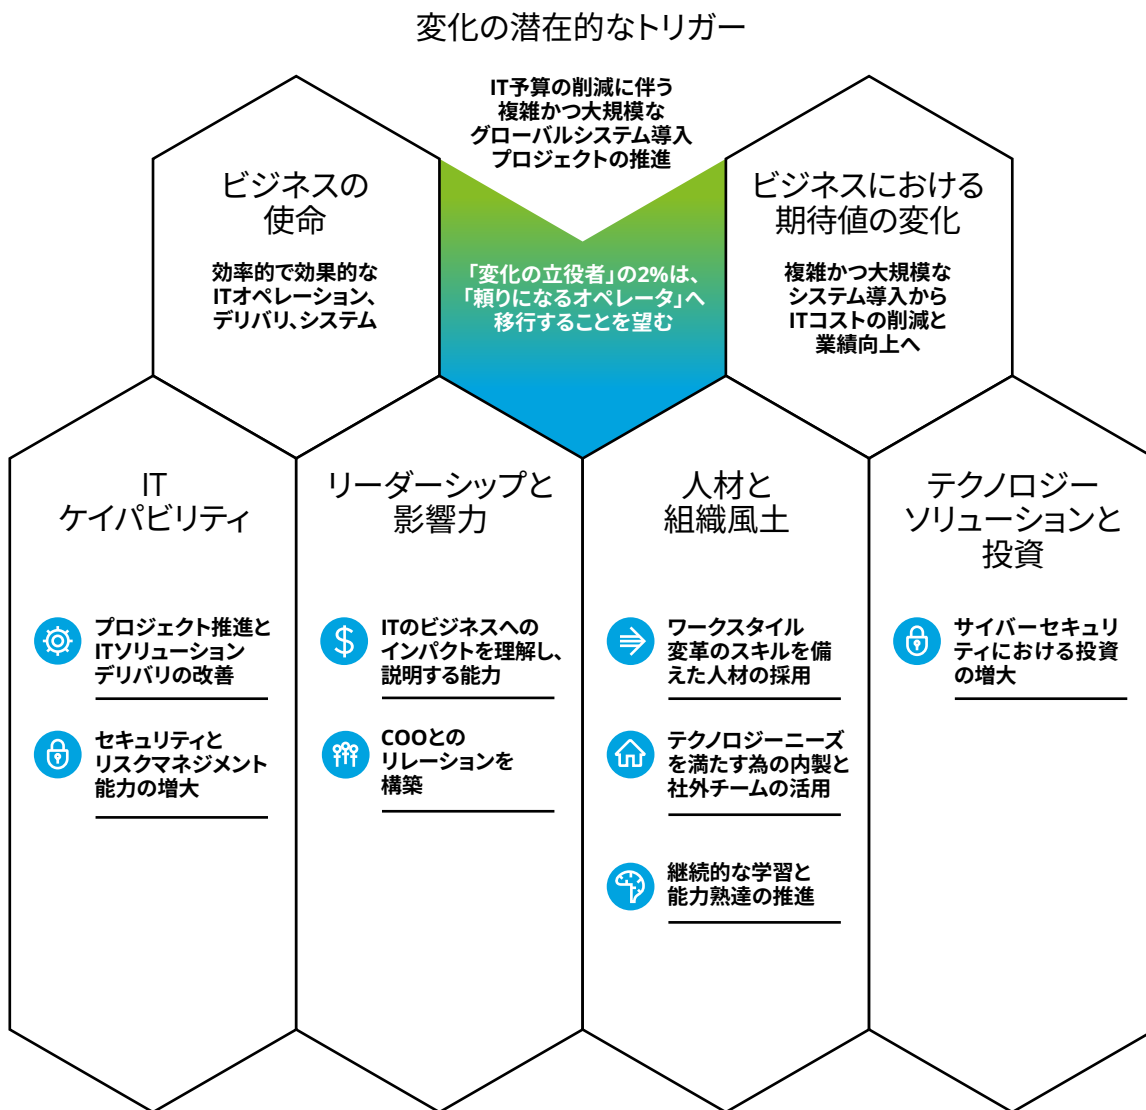 変化の潜在的なトリガー
IT予算の削減に伴う
複雑かつ大規模な
グローバルシステム導入
プロジェクトの推進
ビジネスの
使命
効率的で効果的な
ITオペレーション、
デリバリ、システム
「変化の立役者」の2%は、
「頼りになるオペレータ」へ
移行することを望む
ビジネスにおける
期待値の変化
複雑かつ大規模な
システム導入から
ITコストの削減と
業績向上へ
IT
ケイパビリティ
プロジェクト推進と
ITソリューション
デリバリの改善
セキュリティと
リスクマネジメント
能力の増大
リーダーシップと
影響力
ITのビジネスへの
インパクトを理解し、
説明する能力
COOとの
リレーションを
構築
人材と
組織風土
ワークスタイル
変革のスキルを備
えた人材の採用
テクノロジーニーズ
を満たす為の内製と
社外チームの活用
継続的な学習と
能力熟達の推進
テクノロジー
ソリューションと
投資
サイバーセキュリ
ティにおける投資
の増大